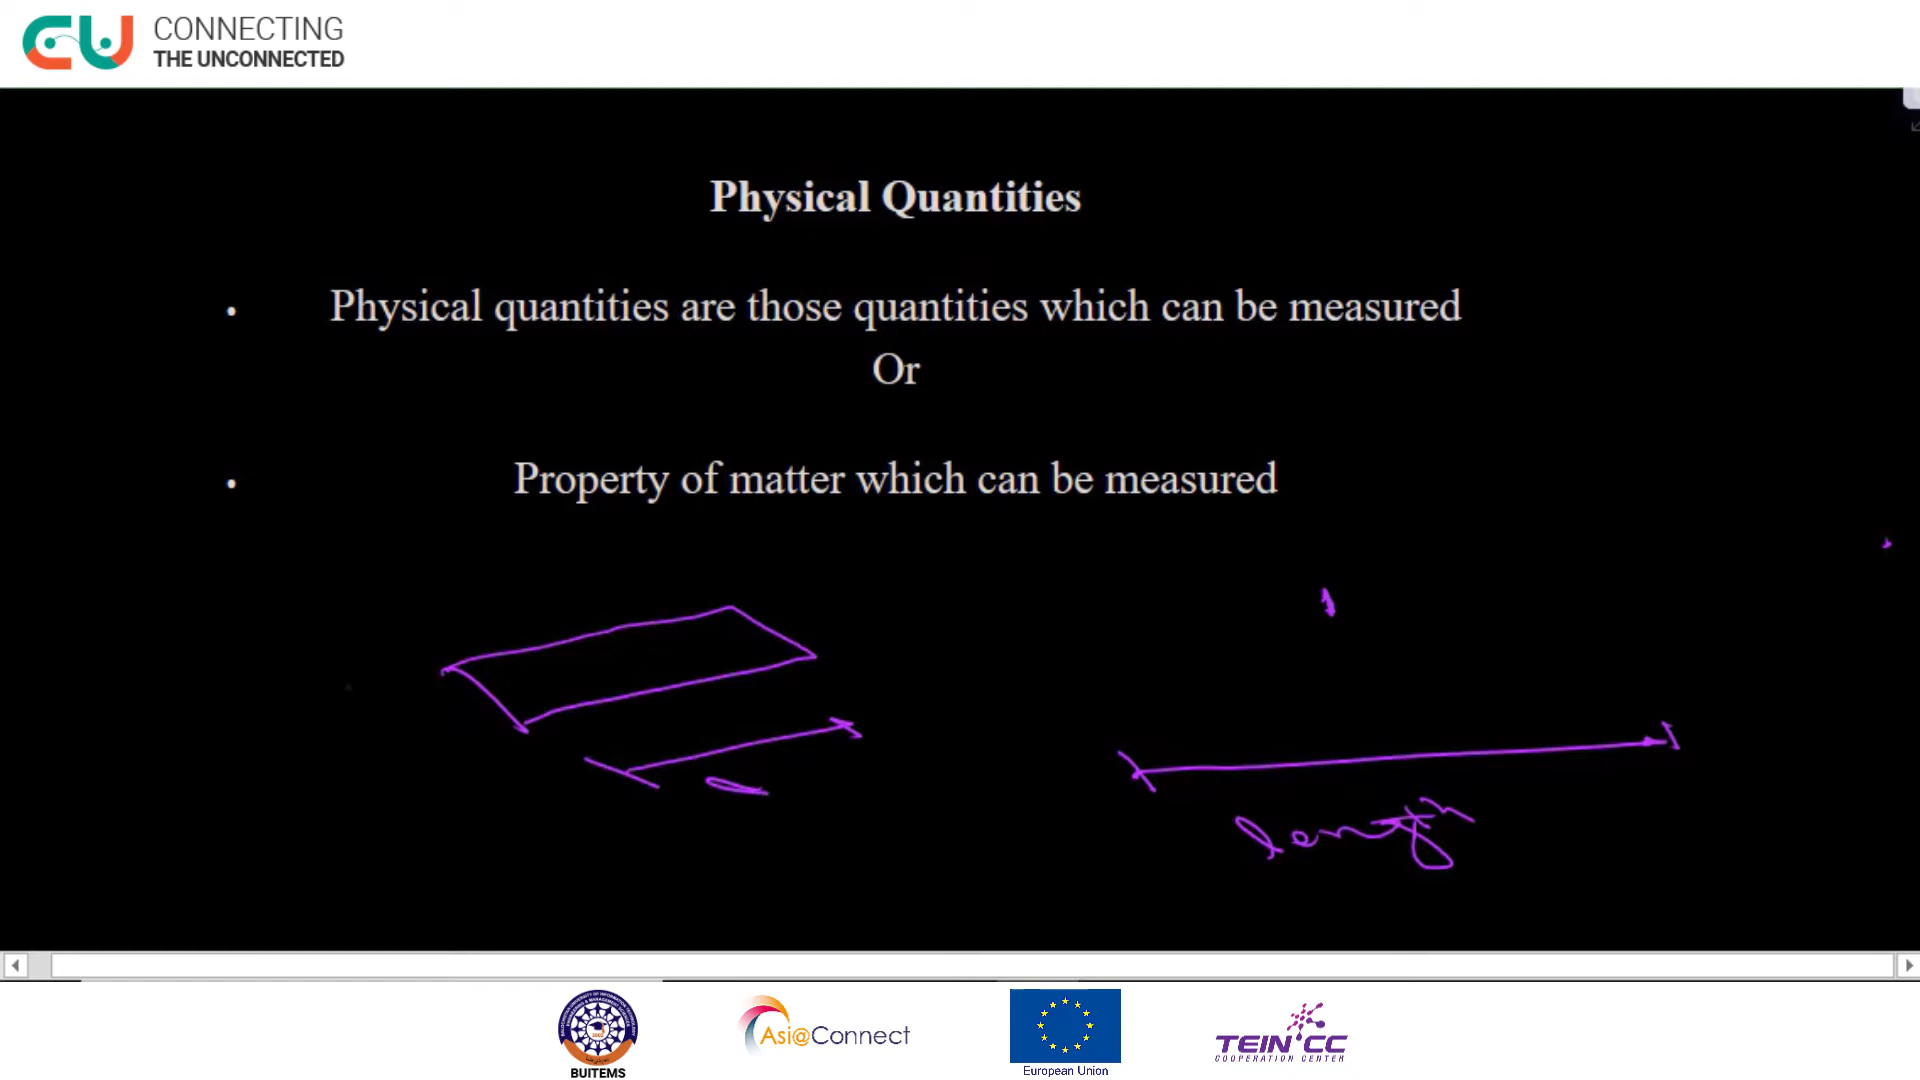 CONNECTING
THE UNCONNECTED
Physical Quantities
• Physical quantities are those quantities which can be measured
Or
• Property of matter which can be measured
length
BUITEMS
Asi@Connect
European Union
TEIN*CC
COOPERATION CENTER